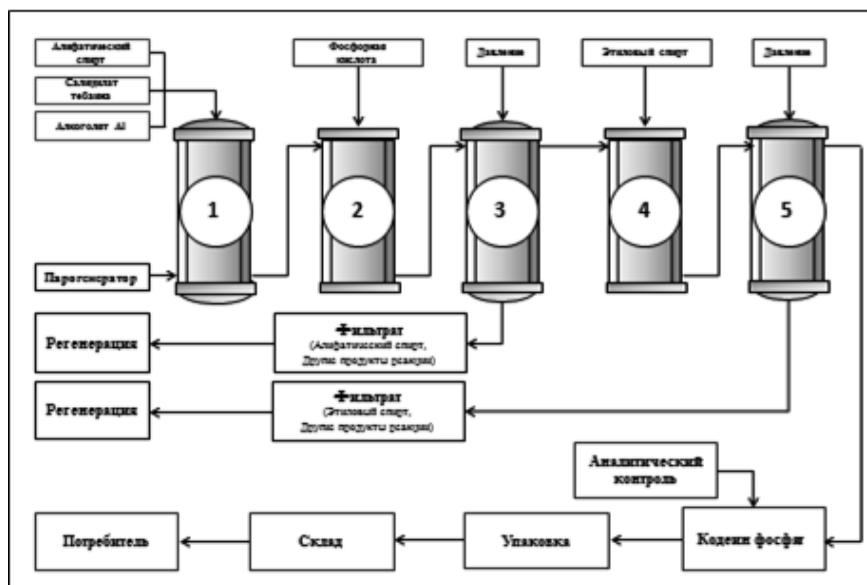 Алифатический
спирт
Салицилат
тебаина
Алкоголят Al
Фосфорная
кислота
Давление
Этиловый спирт
Давление
1
2
3
4
5
Парогенератор
Регенерация
Фильтрат
(Алифатический спирт,
Другие продукты реакции)
Регенерация
Фильтрат
(Этиловый спирт,
Другие продукты реакции)
Аналитический
контроль
Потребитель
Склад
Упаковка
Кодеин фосфат